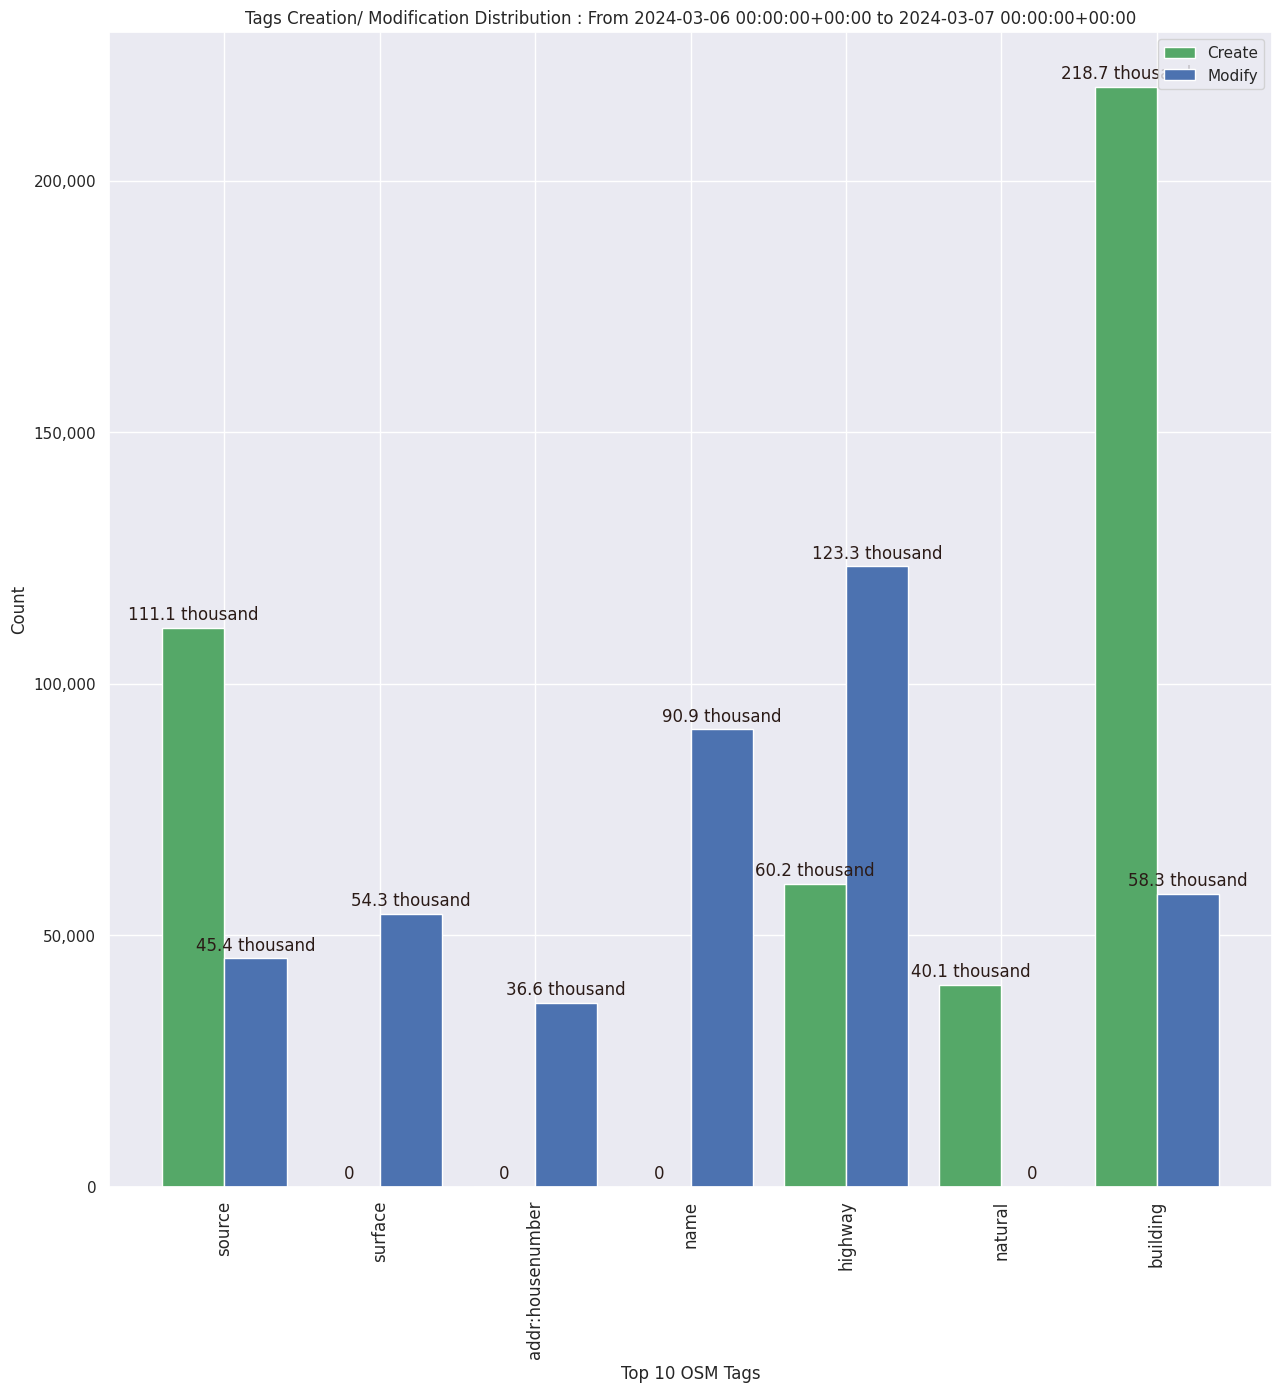 Tags Creation/ Modification Distribution : From 2024-03-06 00:00:00+00:00 to 2024-03-07 00:00:00+00:00
Create
Modify
218.7
200,000
150,000
123.3 thousand
111.1 thousand
Count
100,000
90.9 thousand
60.2 thousand
58.3 thousand
54.3 thousand
50,000
45.4 thousand
40.1 thousand
36.6 thousand
0
0
0
0
0
source
surface
addr:housenumber
name
highway
natural
building
Top 10 OSM Tags